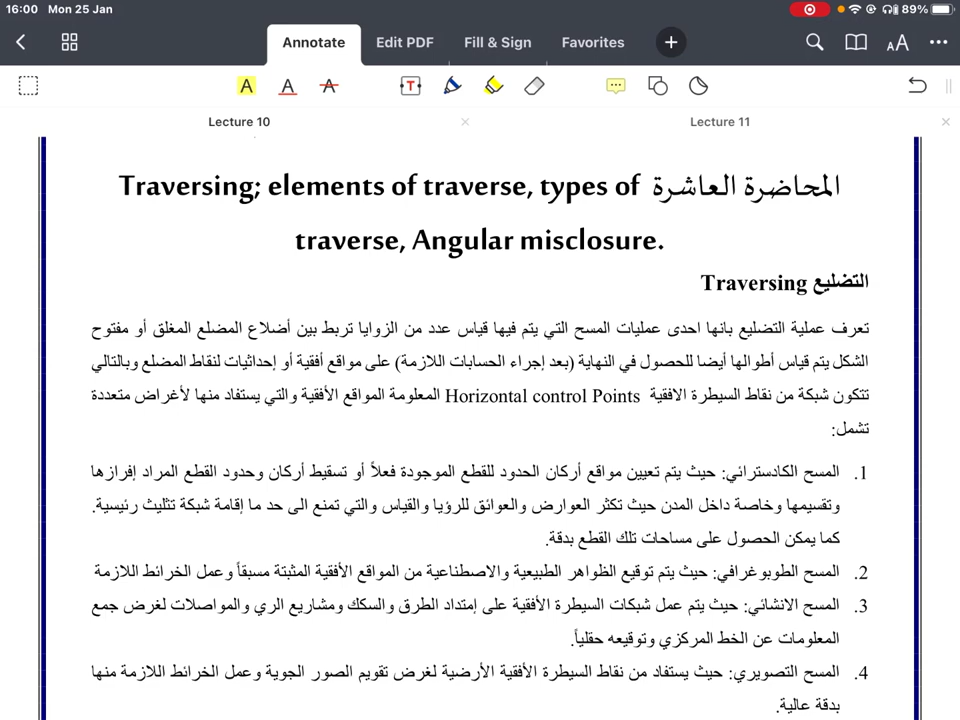 16:00 Mon 25 Jan 89%
Annotate Edit PDF Fill & Sign Favorites
AA
A A A T
Lecture 10 Lecture 11
المحاضرة العاشرة Traversing; elements of traverse, types of
traverse, Angular misclosure.
التضليع Traversing
تعرف عملية التضليع بانها احدى عمليات المسح التي يتم فيها قياس عدد من الزوايا تربط بين أضلاع المضلع المغلق أو مفتوح
الشكل يتم قياس أطوالها أيضا للحصول في النهاية (بعد إجراء الحسابات اللازمة) على مواقع أفقية أو إحداثيات لنقاط المضلع وبالتالي
تتكون شبكة من نقاط السيطرة الافقية Horizontal control Points المعلومة المواقع الأفقية والتي يستفاد منها لأغراض متعددة
تشمل:
1. المسح الكادسترائي: حيث يتم تعيين مواقع أركان الحدود للقطع الموجودة فعلاً أو تسقيط أركان وحدود القطع المراد إفرازها
وتقسيمها وخاصة داخل المدن حيث تكثر العوارض والعوائق للرؤيا والقياس والتي تمنع الى حد ما إقامة شبكة تثليث رئيسية.
كما يمكن الحصول على مساحات تلك القطع بدقة.
2. المسح الطوبوغرافي: حيث يتم توقيع الظواهر الطبيعية والاصطناعية من المواقع الأفقية المثبتة مسبقاً وعمل الخرائط اللازمة
3. المسح الانشائي: حيث يتم عمل شبكات السيطرة الأفقية على إمتداد الطرق والسكك ومشاريع الري والمواصلات لغرض جمع
المعلومات عن الخط المركزي وتوقيعه حقلياً.
4. المسح التصويري: حيث يستفاد من نقاط السيطرة الأفقية الأرضية لغرض تقويم الصور الجوية وعمل الخرائط اللازمة منها
بدقة عالية.